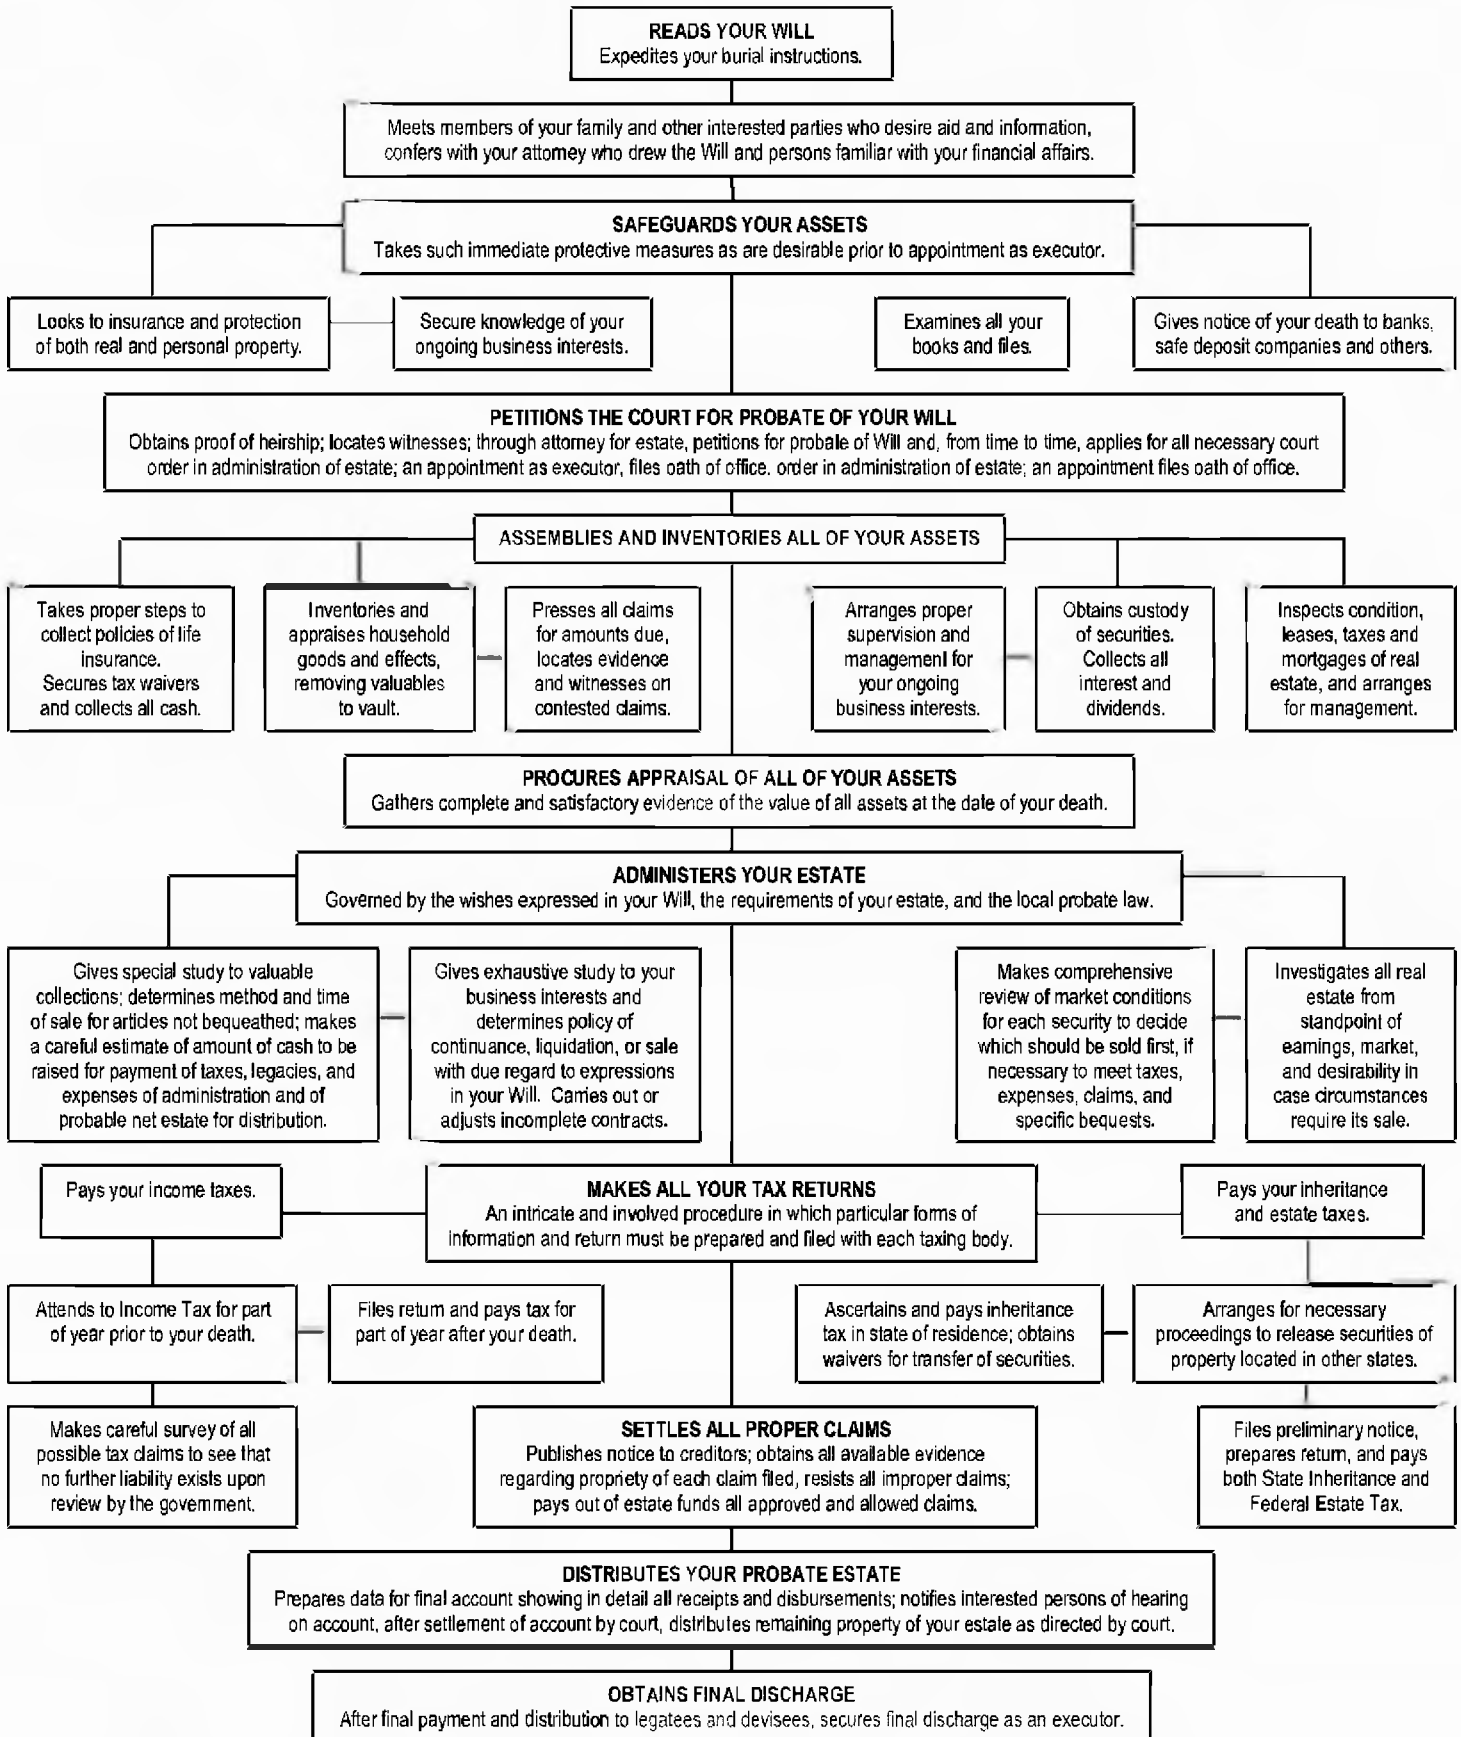 READS YOUR WILL
Expedites your burial instructions.
Meets members of your family and other interested parties who desire aid and information,
confers with your attorney who drew the Will and persons familiar with your financial affairs.
SAFEGUARDS YOUR ASSETS
Takes such immediate protective measures as are desirable prior to appointment as executor.
Looks to insurance and protection
of both real and personal property.
Secure knowledge of your
ongoing business interests.
Examines all your
books and files.
Gives notice of your death to banks,
safe deposit companies and others.
PETITIONS THE COURT FOR PROBATE OF YOUR WILL
Obtains proof of heirship; locates witnesses; through attorney for estate, petitions for probale of Will and, from time to time, applies for all necessary court
order in administration of estate; an appointment as executor, files oath of office. order in administration of estate; an appointment files oath of office.
ASSEMBLIES AND INVENTORIES ALL OF YOUR ASSETS
Takes proper steps to
collect policies of life
insurance.
Secures tax waivers
and collects all cash.
Inventories and
appraises household
goods and effects,
removing valuables
to vault.
Presses all claims
for amounts due,
locates evidence
and witnesses on
contested claims.
Arranges proper
supervision and
management for
your ongoing
business interests.
Obtains custody
of securities.
Collects all
interest and
dividends.
Inspects condition,
leases, taxes and
mortgages of real
estate, and arranges
for management.
PROCURES APPRAISAL OF ALL OF YOUR ASSETS
Gathers complete and satisfactory evidence of the value of all assets at the date of your death.
ADMINISTERS YOUR ESTATE
Governed by the wishes expressed in your Will, the requirements of your estate, and the local probate law.
Gives special study to valuable
collections; determines method and time
of sale for articles not bequeathed; makes
a careful estimate of amount of cash to be
raised for payment of taxes, legacies, and
expenses of administration and of
probable net estate for distribution.
Gives exhaustive study to your
business interests and
determines policy of
continuance, liquidation, or sale
with due regard to expressions
in your Will. Carries out or
adjusts incomplete contracts.
Makes comprehensive
review of market conditions
for each security to decide
which should be sold first, if
necessary to meet taxes,
expenses, claims, and
specific bequests.
Investigates all real
estate from
standpoint of
earnings, market,
and desirability in
case circumstances
require its sale.
Pays your income taxes.
MAKES ALL YOUR TAX RETURNS
An intricate and involved procedure in which particular forms of
information and return must be prepared and filed with each taxing body.
Pays your inheritance
and estate taxes.
Attends to Income Tax for part
of year prior to your death.
Files return and pays tax for
part of year after your death.
Ascertains and pays inheritance
tax in state of residence; obtains
waivers for transfer of securities.
Arranges for necessary
proceedings to release securities of
property located in other states.
Makes careful survey of all
possible tax claims to see that
no further liability exists upon
review by the government.
SETTLES ALL PROPER CLAIMS
Publishes notice to creditors; obtains all available evidence
regarding propriety of each claim filed, resists all improper claims;
pays out of estate funds all approved and allowed claims.
Files preliminary notice,
prepares return, and pays
both State Inheritance and
Federal Estate Tax.
DISTRIBUTES YOUR PROBATE ESTATE
Prepares data for final account showing in detail all receipts and disbursements; notifies interested persons of hearing
on account, after settlement of account by court, distributes remaining property of your estate as directed by court.
OBTAINS FINAL DISCHARGE
After final payment and distribution to legatees and devisees, secures final discharge as an executor.